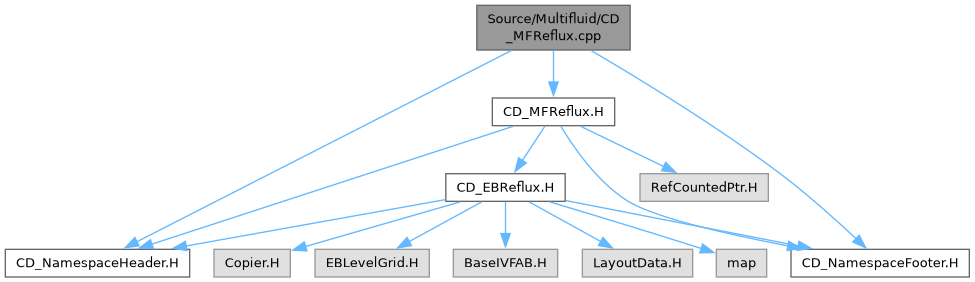 Source/Multifluid/CD
_MFReflux.cpp
CD_MFReflux.H
CD_EBReflux.H
RefCountedPtr.H
CD_NamespaceHeader.H
Copier.H
EBLevelGrid.H
BaseIVFAB.H
LayoutData.H
map
CD_NamespaceFooter.H